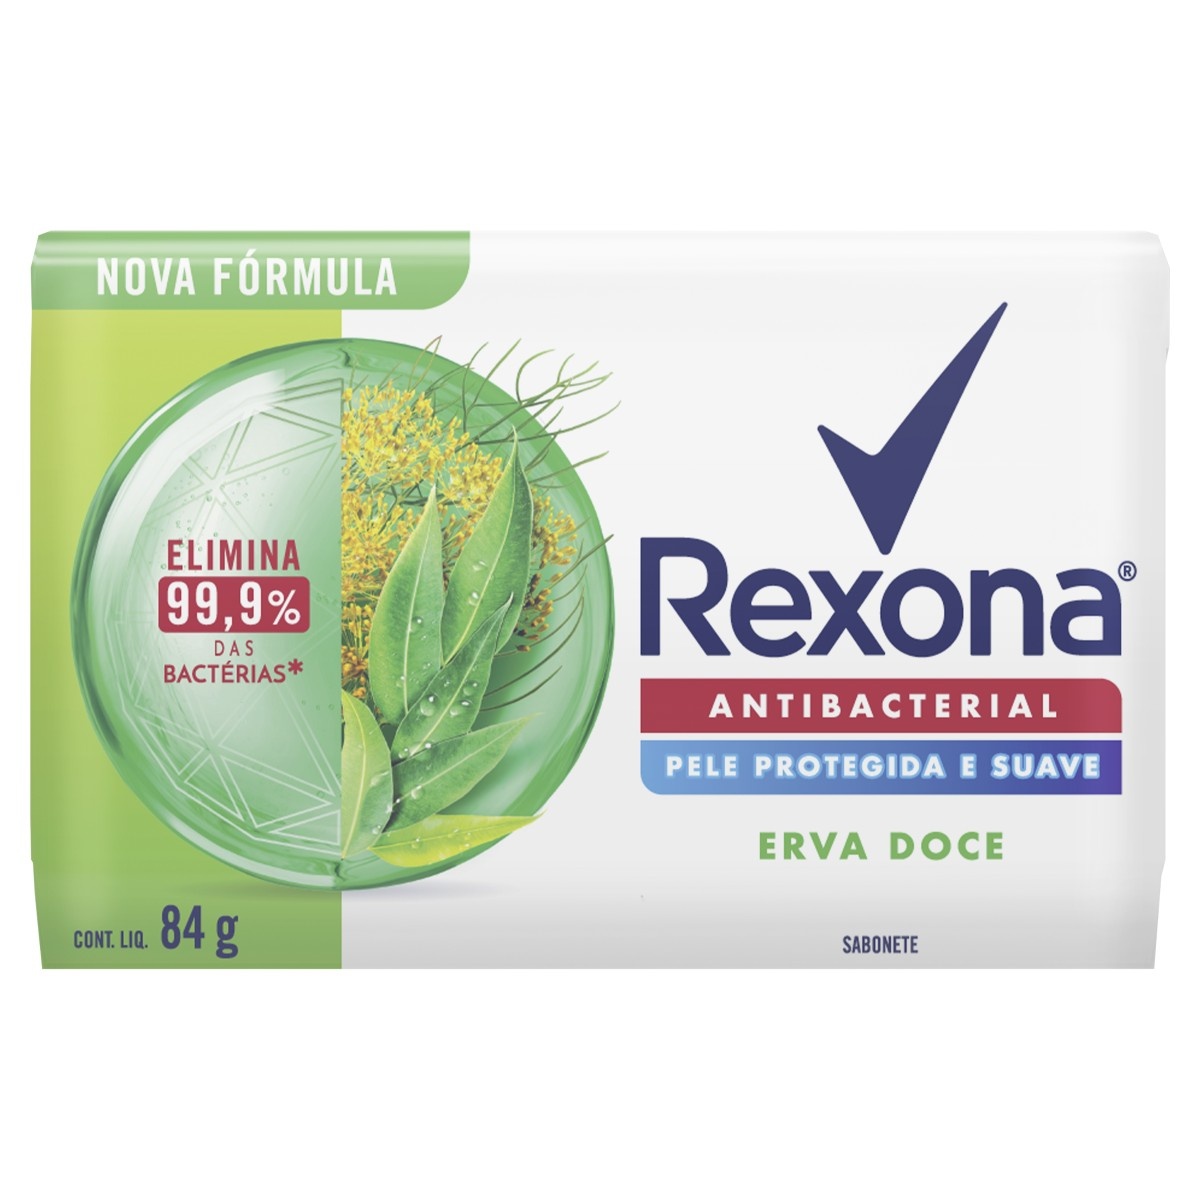 NOVA FÓRMULA
ELIMINA
99,9%
DAS
BACTÉRIAS*
CONT. LIQ. 84 g
Rexona®
ANTIBACTERIAL
PELE PROTEGIDA E SUAVE
ERVA DOCE
SABONETE